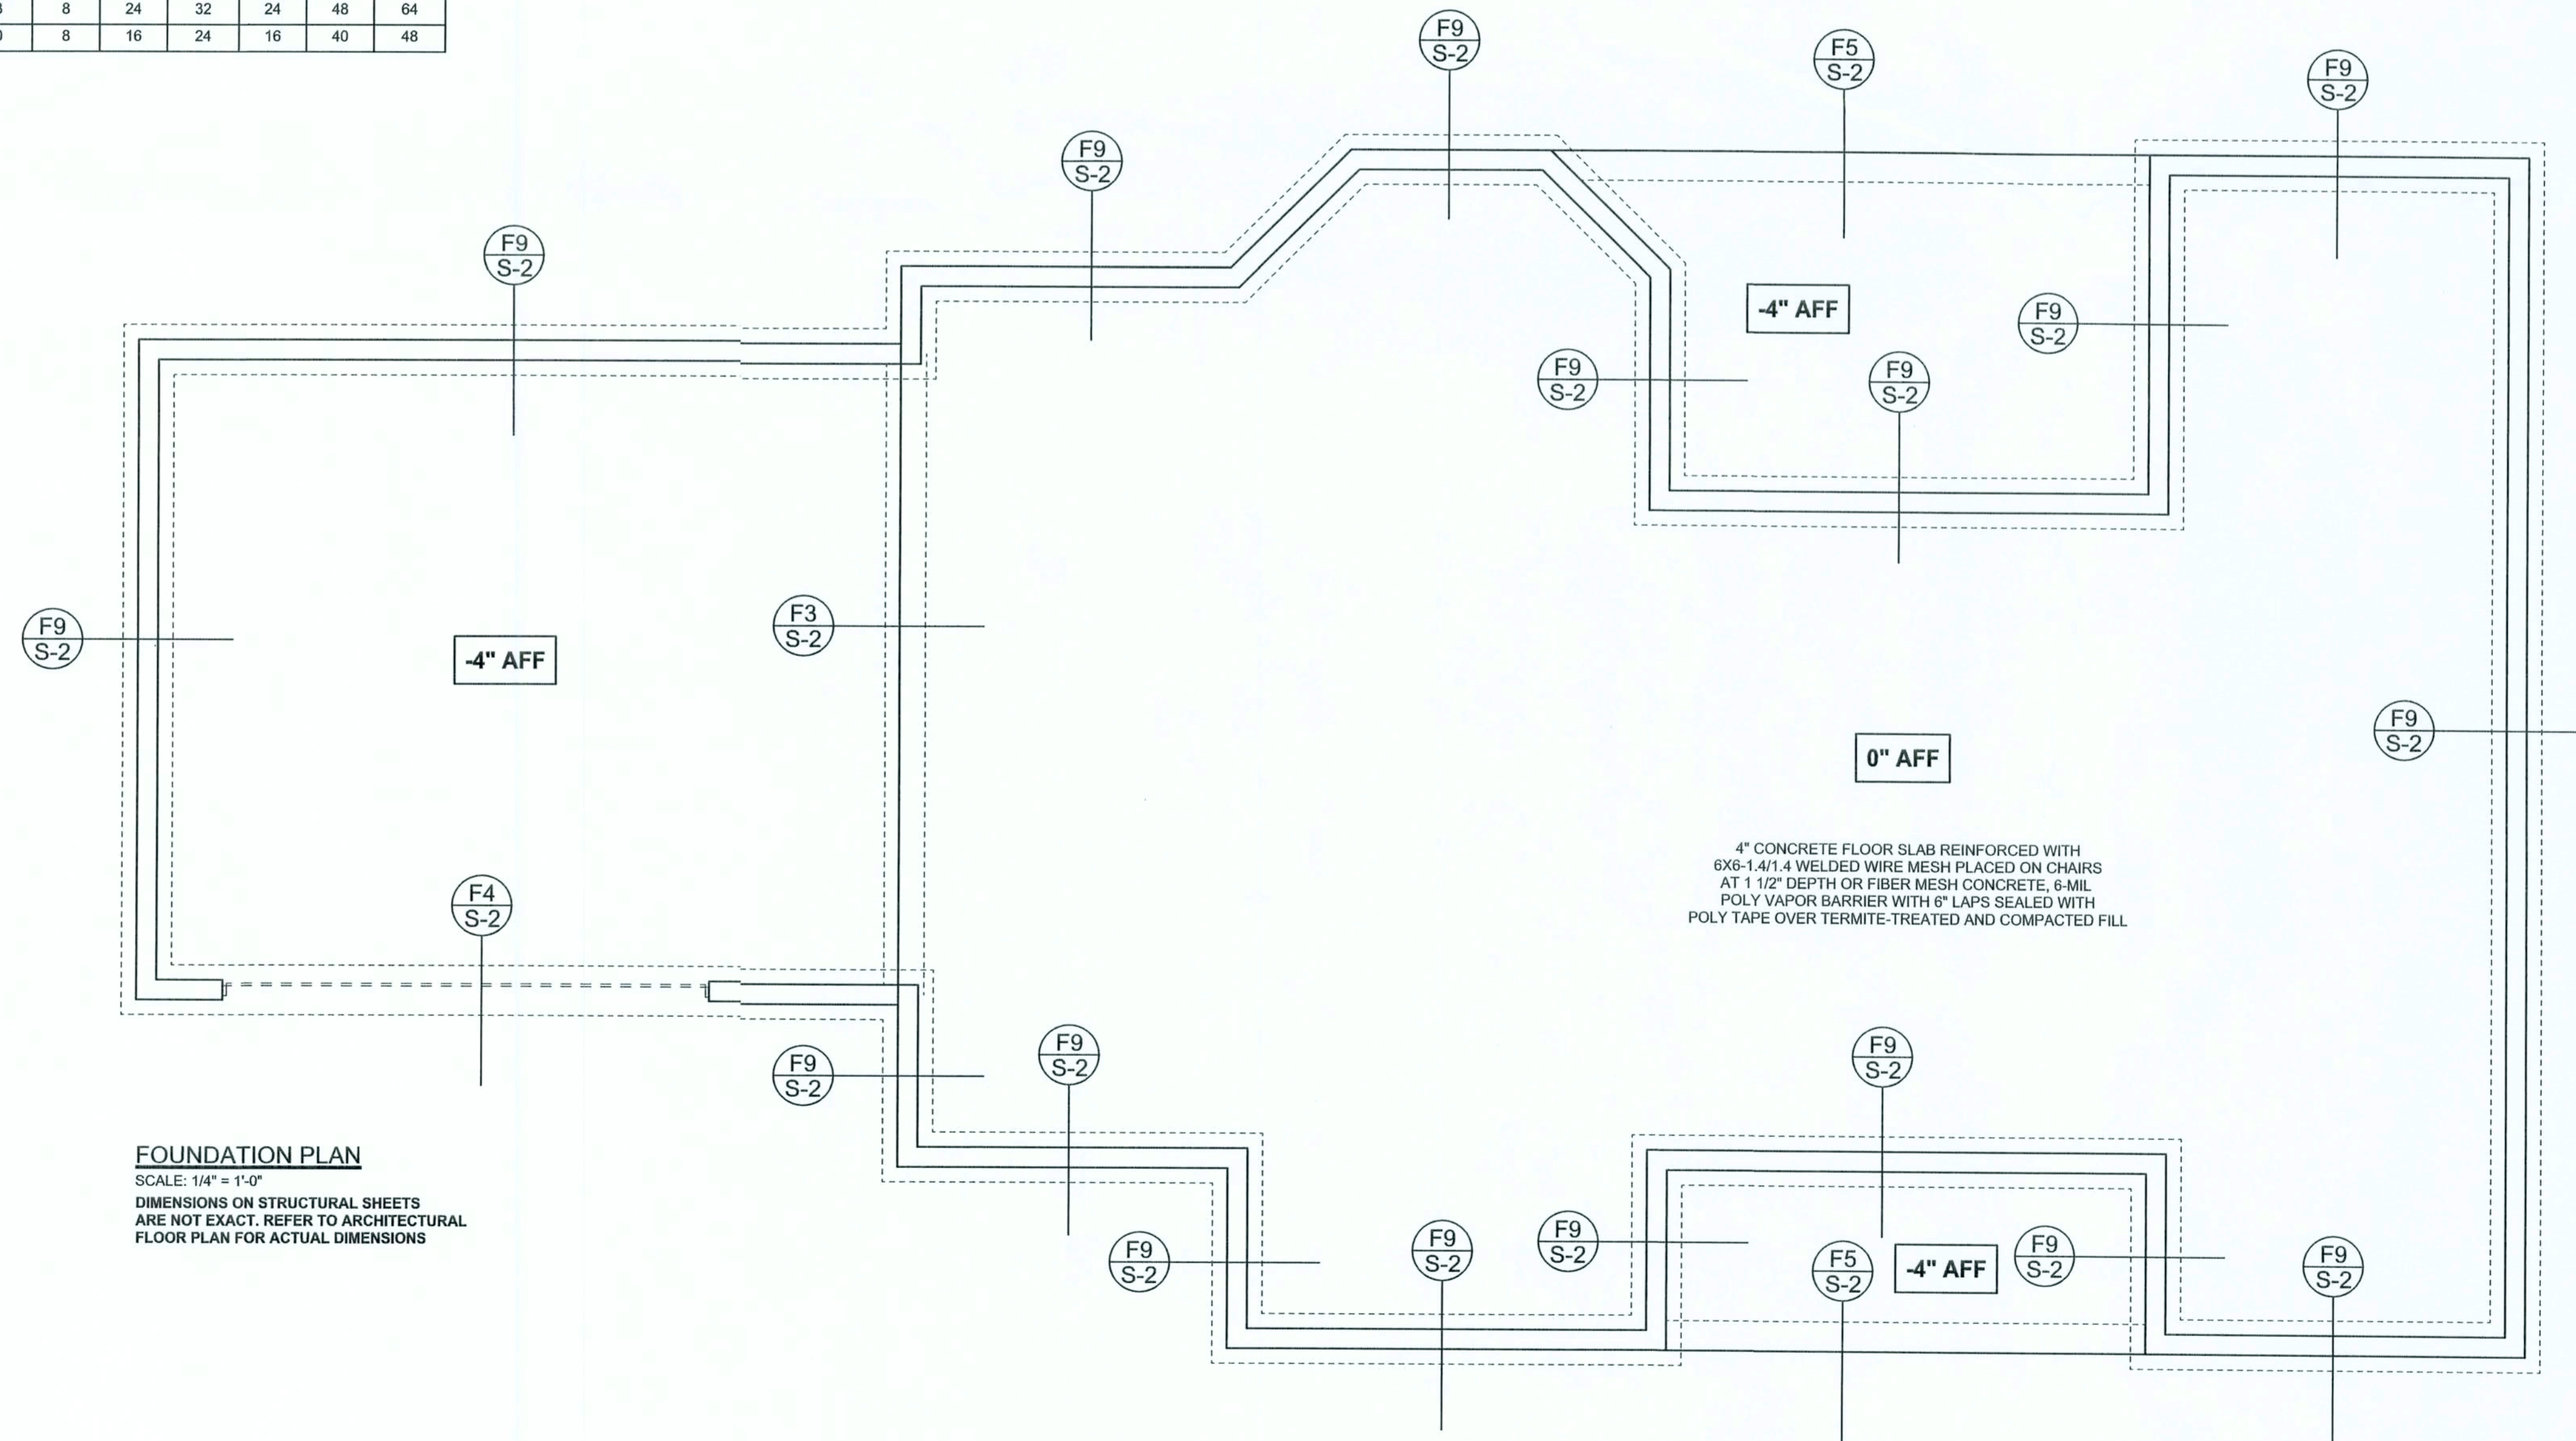 8 24 32 24 48 64
8 16 24 16 40 48
F9
S-2
F5
S-2
F9
S-2
F9
S-2
F9
S-2
-4" AFF
F9
S-2
F9
S-2
F9
S-2
F9
S-2
F3
S-2
-4" AFF
F9
S-2
0" AFF
4" CONCRETE FLOOR SLAB REINFORCED WITH
6X6-1.4/1.4 WELDED WIRE MESH PLACED ON CHAIRS
AT 1 1/2" DEPTH OR FIBER MESH CONCRETE, 6-MIL
POLY VAPOR BARRIER WITH 6" LAPS SEALED WITH
POLY TAPE OVER TERMITE-TREATED AND COMPACTED FILL
F4
S-2
F9
S-2
F9
S-2
F9
S-2
FOUNDATION PLAN
SCALE: 1/4" = 1'-0"
DIMENSIONS ON STRUCTURAL SHEETS
ARE NOT EXACT. REFER TO ARCHITECTURAL
FLOOR PLAN FOR ACTUAL DIMENSIONS
F9
S-2
F9
S-2
F9
S-2
F5
S-2
-4" AFF
F9
S-2
F9
S-2